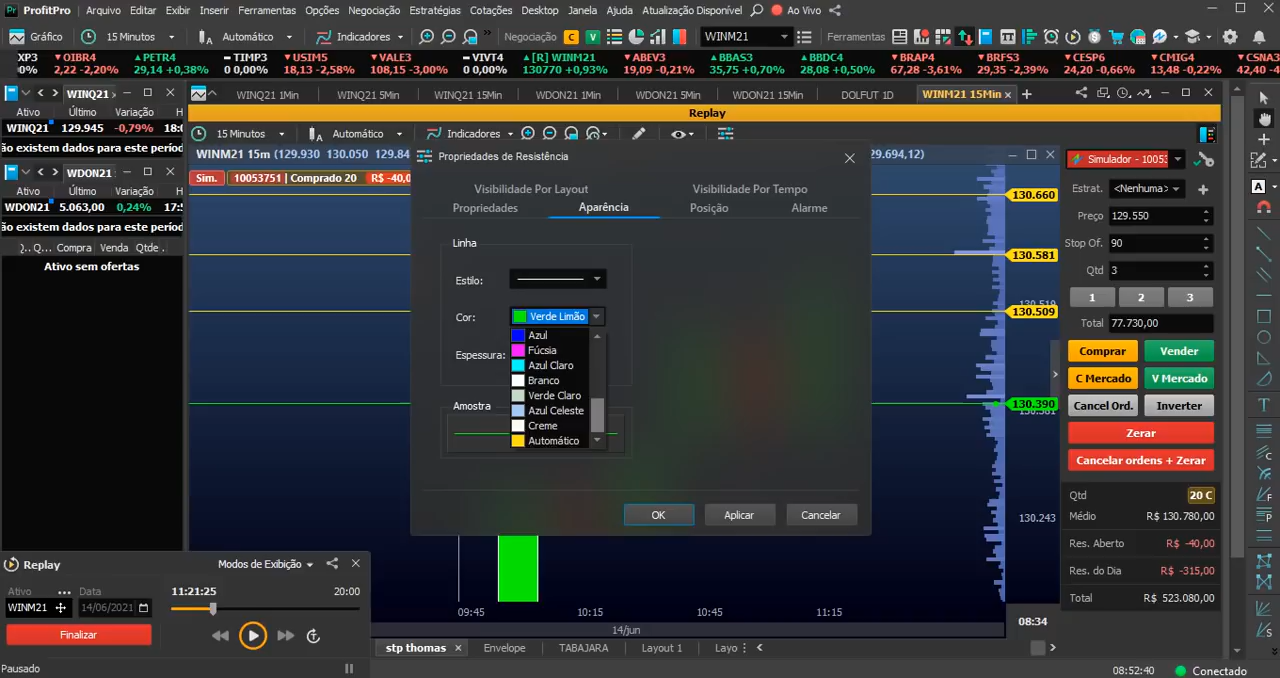 ProfitPro Arquivo Editar Exibir Inserir Ferramentas Opções Negociação Estratégias Cotações Desktop Janela Ajuda Atualização Disponível Ao Vivo
Gráfico 15 Minutos Automático Indicadores Negociação C V WINM21 Ferramentas
XP3 OIBR4 PETR4 TIMP3 USIM5 VALE3 VIVT4 [R] WINM21 ABEV3 BBAS3 BBDC4 BRAP4 BRFS3 CESP6 CMIG4 CSNA3
00% 2,22 -2,20% 29,14 +0,38% 0 0,00% 18,13 -2,58% 108,15 -3,00% 0 0,00% 130770 +0,93% 19,09 -0,21% 35,75 +0,70% 28,08 +0,50% 67,28 -3,61% 29,35 -2,39% 24,20 -0,66% 13,48 -0,22% 42,40 -4
WINQ21
WINQ21 1Min WINQ21 5Min WINQ21 15Min WDON21 1Min WDON21 5Min WDON21 15Min DOLFUT 1D WINM21 15Min
Ativo Último Variação H
WINQ21 129.945 -0,79% 18:0
ão existem dados para este períod
WDON21
Ativo Último Variação H
WDON21 5.063,00 0,24% 17:5
ão existem dados para este períod
Q.. Q... Compra Venda Qtde .
Ativo sem ofertas
Replay
15 Minutos Automático Indicadores
WINM21 15m (129.930 130.050 129.84
29.694,12)
Sim. 10053751 | Comprado 20 R$ -40,0
130.660
130.581
130.519
130.509
130.390
130.381
130.243
Propriedades de Resistência
Visibilidade Por Layout Visibilidade Por Tempo
Propriedades Aparência Posição Alarme
Linha
Estilo:
Cor: Verde Limão
Azul
Fúcsia
Espessura:
Azul Claro
Branco
Verde Claro
Azul Celeste
Creme
Automático
Amostra
OK Aplicar Cancelar
Simulador - 10053
Estrat. <Nenhuma>
Preço 129.550
Stop Of. 90
Qtd 3
1 2 3
Total 77.730,00
Comprar Vender
C Mercado V Mercado
Cancel Ord. Inverter
Zerar
Cancelar ordens + Zerar
Qtd 20 C
Médio R$ 130.780,00
Res. Aberto R$ -40,00
Res. do Dia R$ -315,00
Total R$ 523.080,00
Replay Modos de Exibição
Ativo Data 11:21:25 20:00
WINM21 14/06/2021
Finalizar
Pausado
09:45 10:15 10:45 11:15
14/jun
08:34
stp thomas Envelope TABAJARA Layout 1 Layo
08:52:40 Conectado